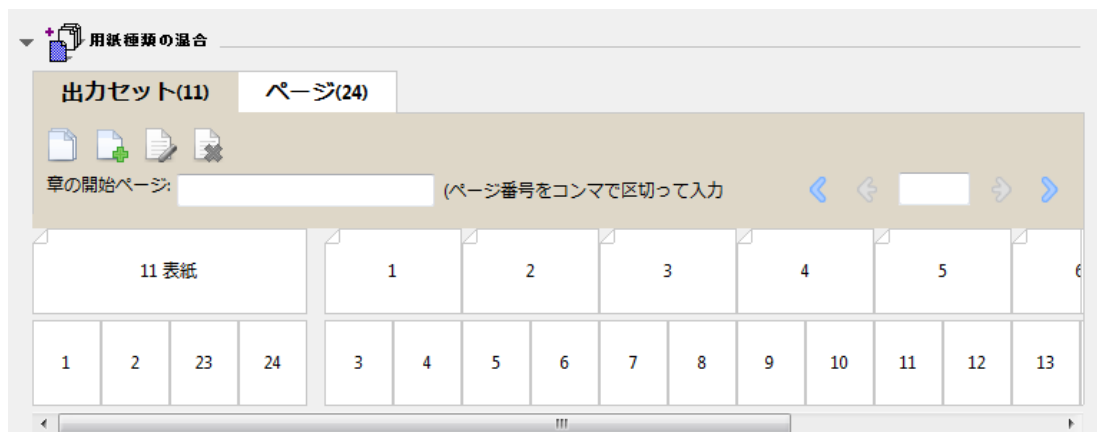 用紙種類の混合
出力セット(11) ページ(24)
章の開始ページ: (ページ番号をコンマで区切って入力
11 表紙 1 2 3 4 5 6
1 2 23 24 3 4 5 6 7 8 9 10 11 12 13